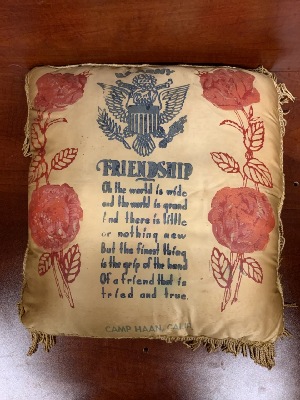 U.S. ARMY
FRIENDSHIP
Oh the world is wide
and the world is grand
And there is little
or nothing new
But the finest thing
is the grip of the hand
Of a friend that is
tried and true.
CAMP HAAN, CALIF.